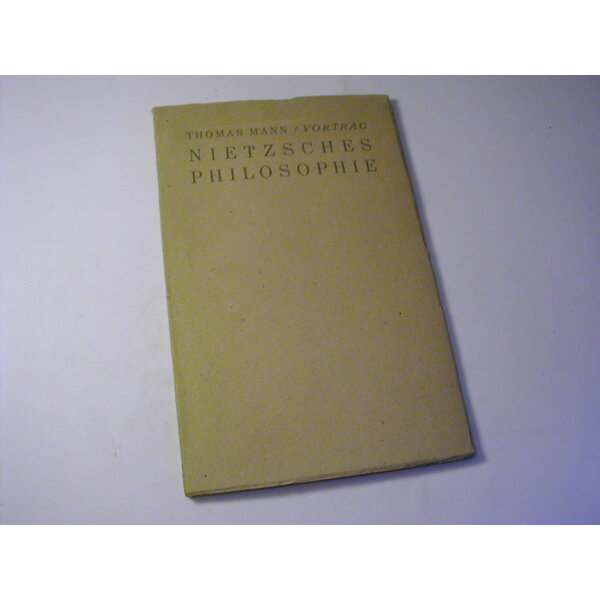 THOMAS MANN / VORTRAG
NIETZSCHES
PHILOSOPHIE